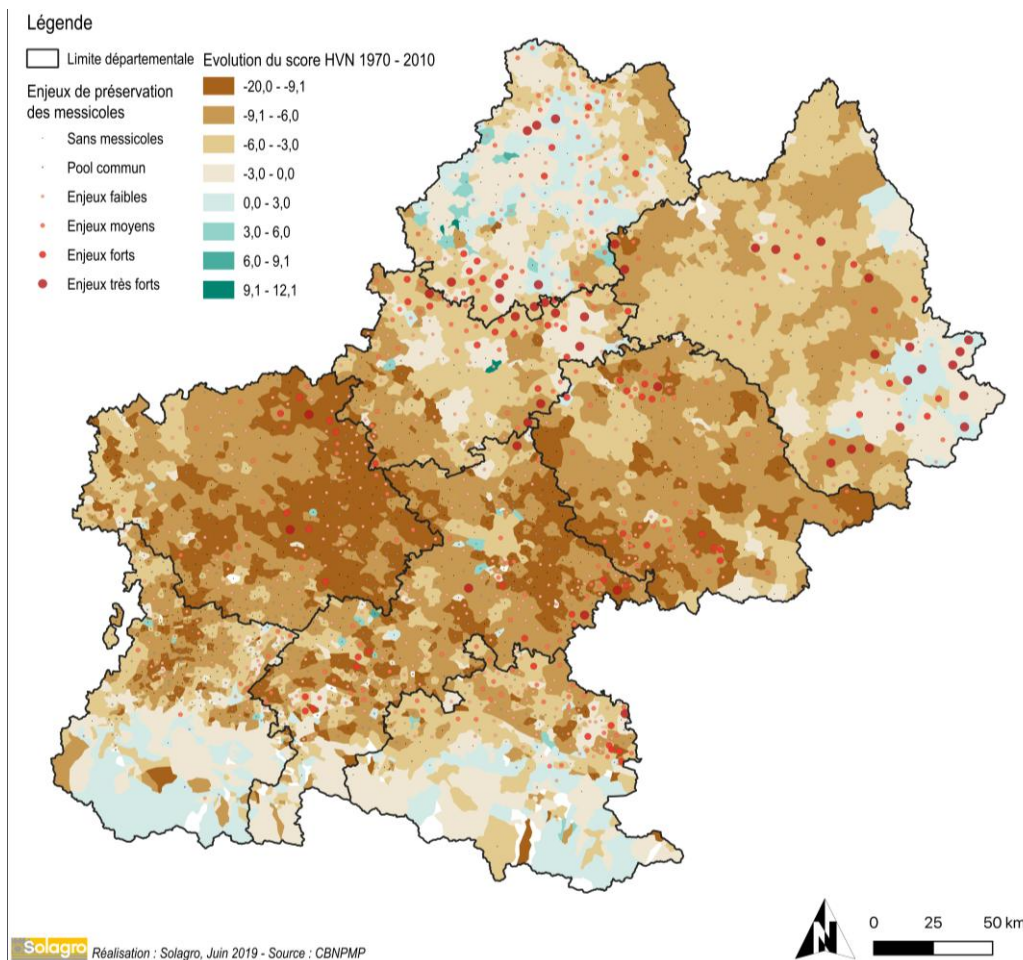 Légende
Limite départementale
Enjeux de préservation
des messicoles
Sans messicoles
Pool commun
Enjeux faibles
Enjeux moyens
Enjeux forts
Enjeux très forts
Evolution du score HVN 1970 - 2010
-20,0 - -9,1
-9,1 - -6,0
-6,0 - -3,0
-3,0 - 0,0
0,0 - 3,0
3,0 - 6,0
6,0 - 9,1
9,1 - 12,1
N
0 25 50 km
Solagro Réalisation : Solagro, Juin 2019 - Source : CBNPMP